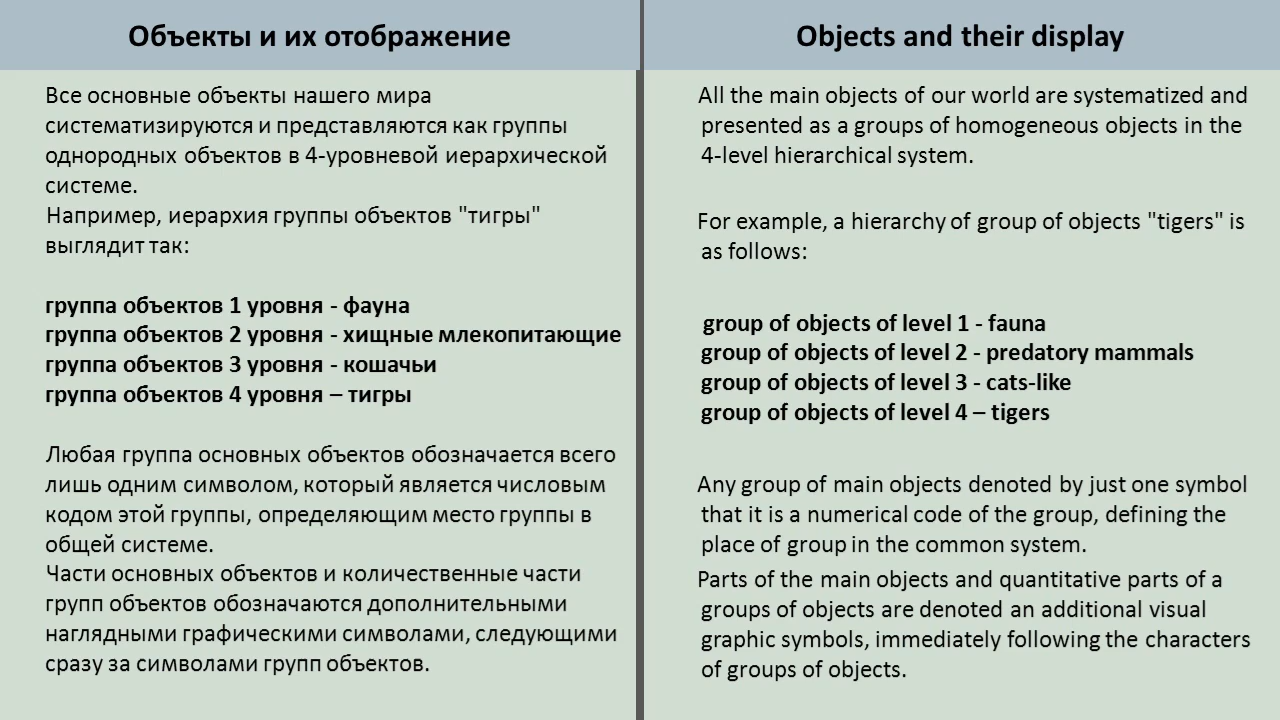 Объекты и их отображение
Все основные объекты нашего мира
систематизируются и представляются как группы
однородных объектов в 4-уровневой иерархической
системе.
Например, иерархия группы объектов "тигры"
выглядит так:
группа объектов 1 уровня - фауна
группа объектов 2 уровня - хищные млекопитающие
группа объектов 3 уровня - кошачьи
группа объектов 4 уровня – тигры
Любая группа основных объектов обозначается всего
лишь одним символом, который является числовым
кодом этой группы, определяющим место группы в
общей системе.
Части основных объектов и количественные части
групп объектов обозначаются дополнительными
наглядными графическими символами, следующими
сразу за символами групп объектов.
Objects and their display
All the main objects of our world are systematized and
presented as a groups of homogeneous objects in the
4-level hierarchical system.
For example, a hierarchy of group of objects "tigers" is
as follows:
group of objects of level 1 - fauna
group of objects of level 2 - predatory mammals
group of objects of level 3 - cats-like
group of objects of level 4 – tigers
Any group of main objects denoted by just one symbol
that it is a numerical code of the group, defining the
place of group in the common system.
Parts of the main objects and quantitative parts of a
groups of objects are denoted an additional visual
graphic symbols, immediately following the characters
of groups of objects.